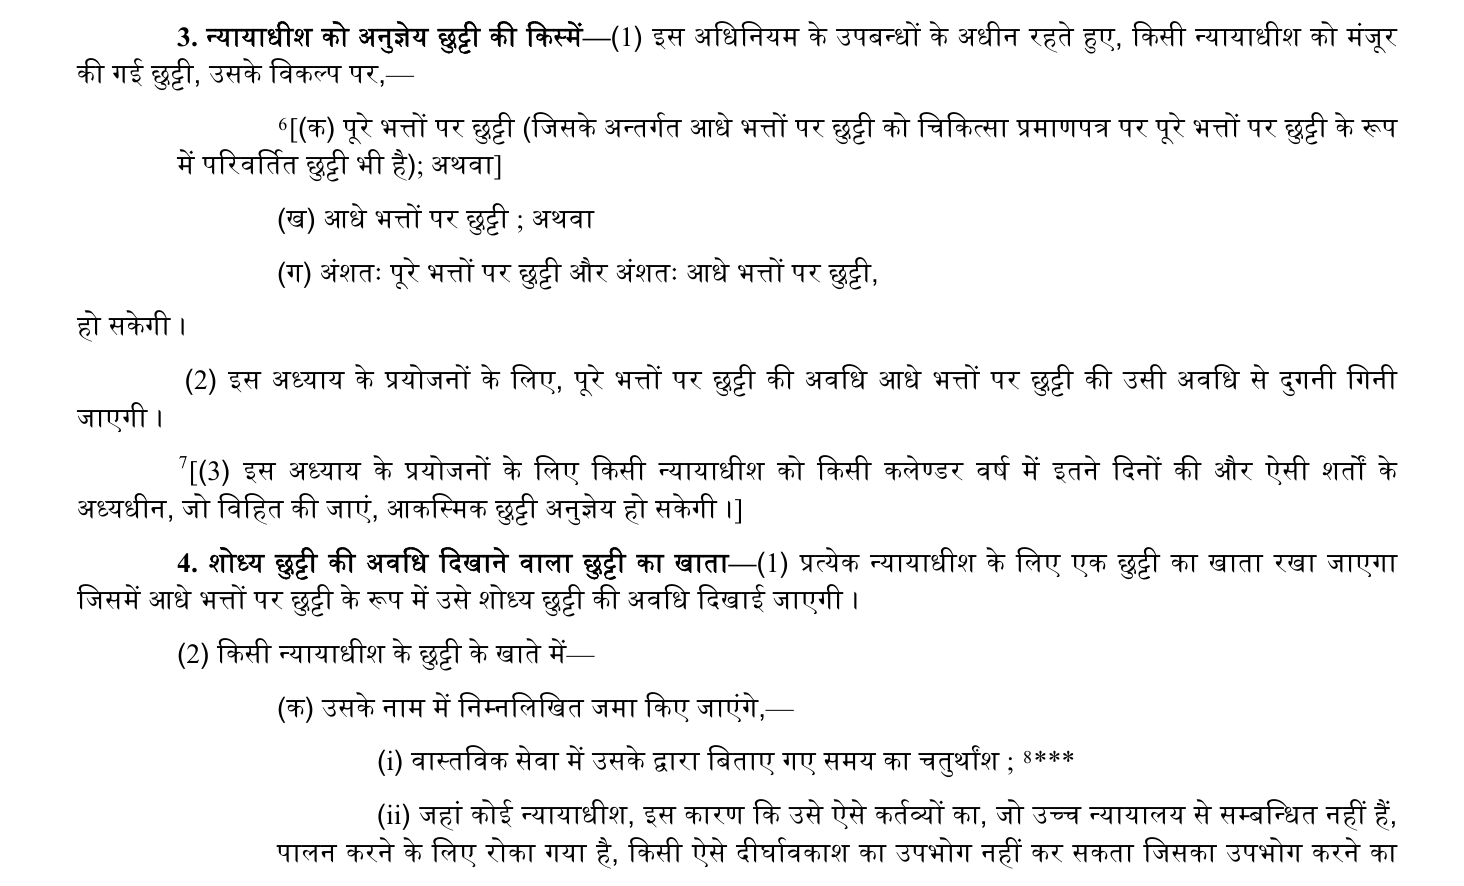 3. न्यायाधीश को अनुज्ञेय छुट्टी की किस्में—(1) इस अधिनियम के उपबन्धों के अधीन रहते हुए, किसी न्यायाधीश को मंजूर
की गई छुट्टी, उसके विकल्प पर,—
6[(क) पूरे भत्तों पर छुट्टी (जिसके अन्तर्गत आधे भत्तों पर छुट्टी को चिकित्सा प्रमाणपत्र पर पूरे भत्तों पर छुट्टी के रूप
में परिवर्तित छुट्टी भी है); अथवा]
(ख) आधे भत्तों पर छुट्टी ; अथवा
(ग) अंशतः पूरे भत्तों पर छुट्टी और अंशतः आधे भत्तों पर छुट्टी,
हो सकेगी ।
(2) इस अध्याय के प्रयोजनों के लिए, पूरे भत्तों पर छुट्टी की अवधि आधे भत्तों पर छुट्टी की उसी अवधि से दुगनी गिनी
जाएगी ।
7[(3) इस अध्याय के प्रयोजनों के लिए किसी न्यायाधीश को किसी कलेण्डर वर्ष में इतने दिनों की और ऐसी शर्तों के
अध्यधीन, जो विहित की जाएं, आकस्मिक छुट्टी अनुज्ञेय हो सकेगी ।]
4. शोध्य छुट्टी की अवधि दिखाने वाला छुट्टी का खाता—(1) प्रत्येक न्यायाधीश के लिए एक छुट्टी का खाता रखा जाएगा
जिसमें आधे भत्तों पर छुट्टी के रूप में उसे शोध्य छुट्टी की अवधि दिखाई जाएगी ।
(2) किसी न्यायाधीश के छुट्टी के खाते में—
(क) उसके नाम में निम्नलिखित जमा किए जाएंगे,—
(i) वास्तविक सेवा में उसके द्वारा बिताए गए समय का चतुर्थांश ; 8***
(ii) जहां कोई न्यायाधीश, इस कारण कि उसे ऐसे कर्तव्यों का, जो उच्च न्यायालय से सम्बन्धित नहीं हैं,
पालन करने के लिए रोका गया है, किसी ऐसे दीर्घावकाश का उपभोग नहीं कर सकता जिसका उपभोग करने का